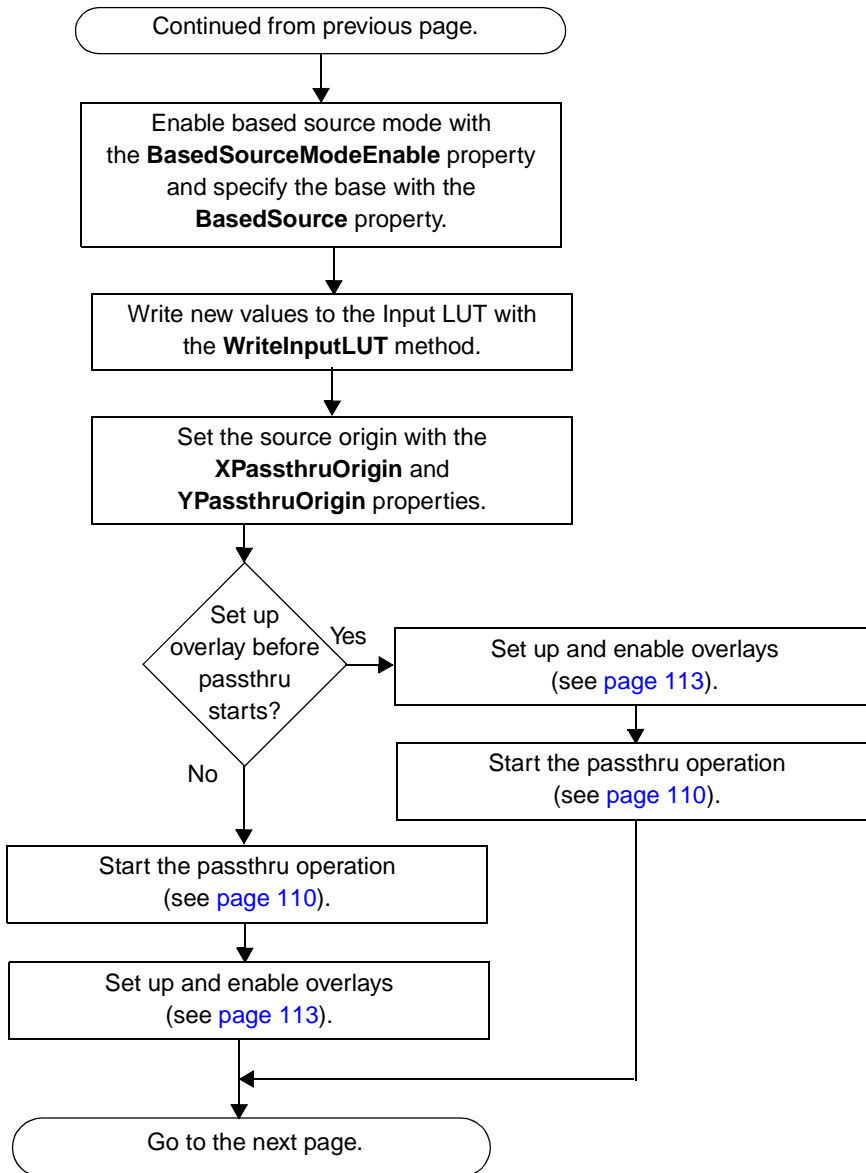 Continued from previous page.
Enable based source mode with
the BasedSourceModeEnable property
and specify the base with the
BasedSource property.
Write new values to the Input LUT with
the WriteInputLUT method.
Set the source origin with the
XPassthruOrigin and
YPassthruOrigin properties.
Set up
overlay before
passthru
starts?
Yes
Set up and enable overlays
(see page 113).
Start the passthru operation
(see page 110).
No
Start the passthru operation
(see page 110).
Set up and enable overlays
(see page 113).
Go to the next page.